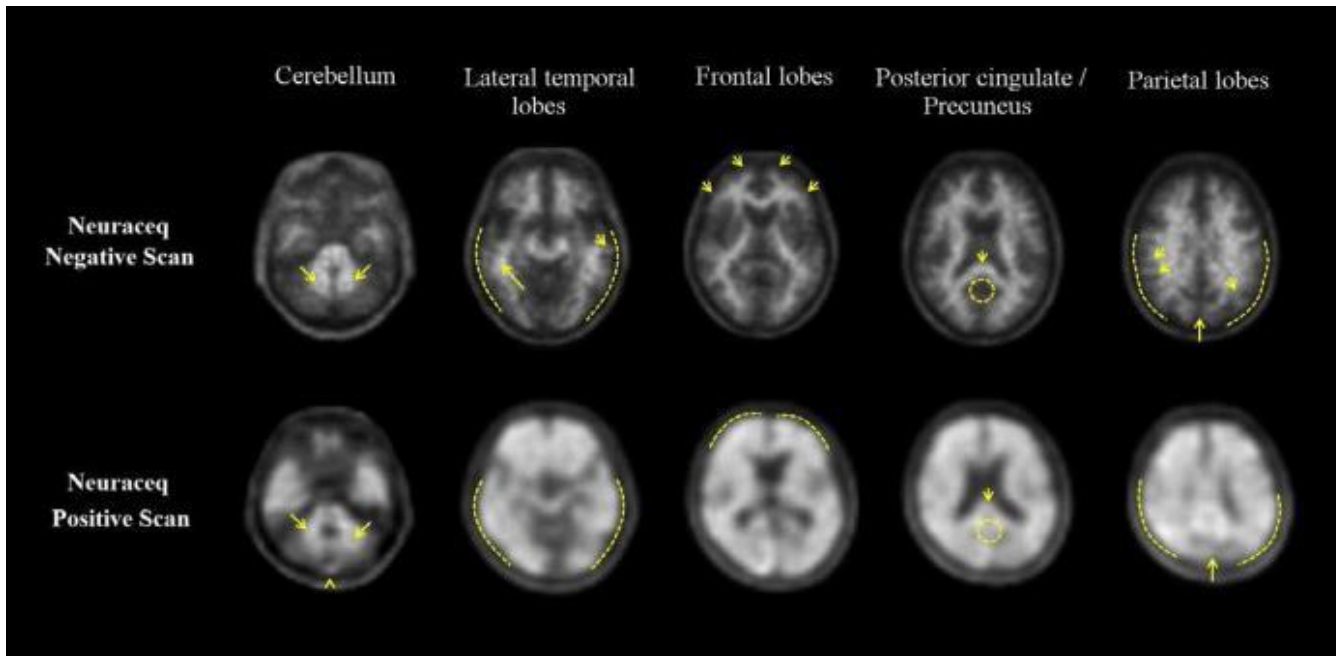 Cerebellum
Lateral temporal
lobes
Frontal lobes
Posterior cingulate /
Precuneus
Parietal lobes
Neuraceq
Negative Scan
Neuraceq
Positive Scan